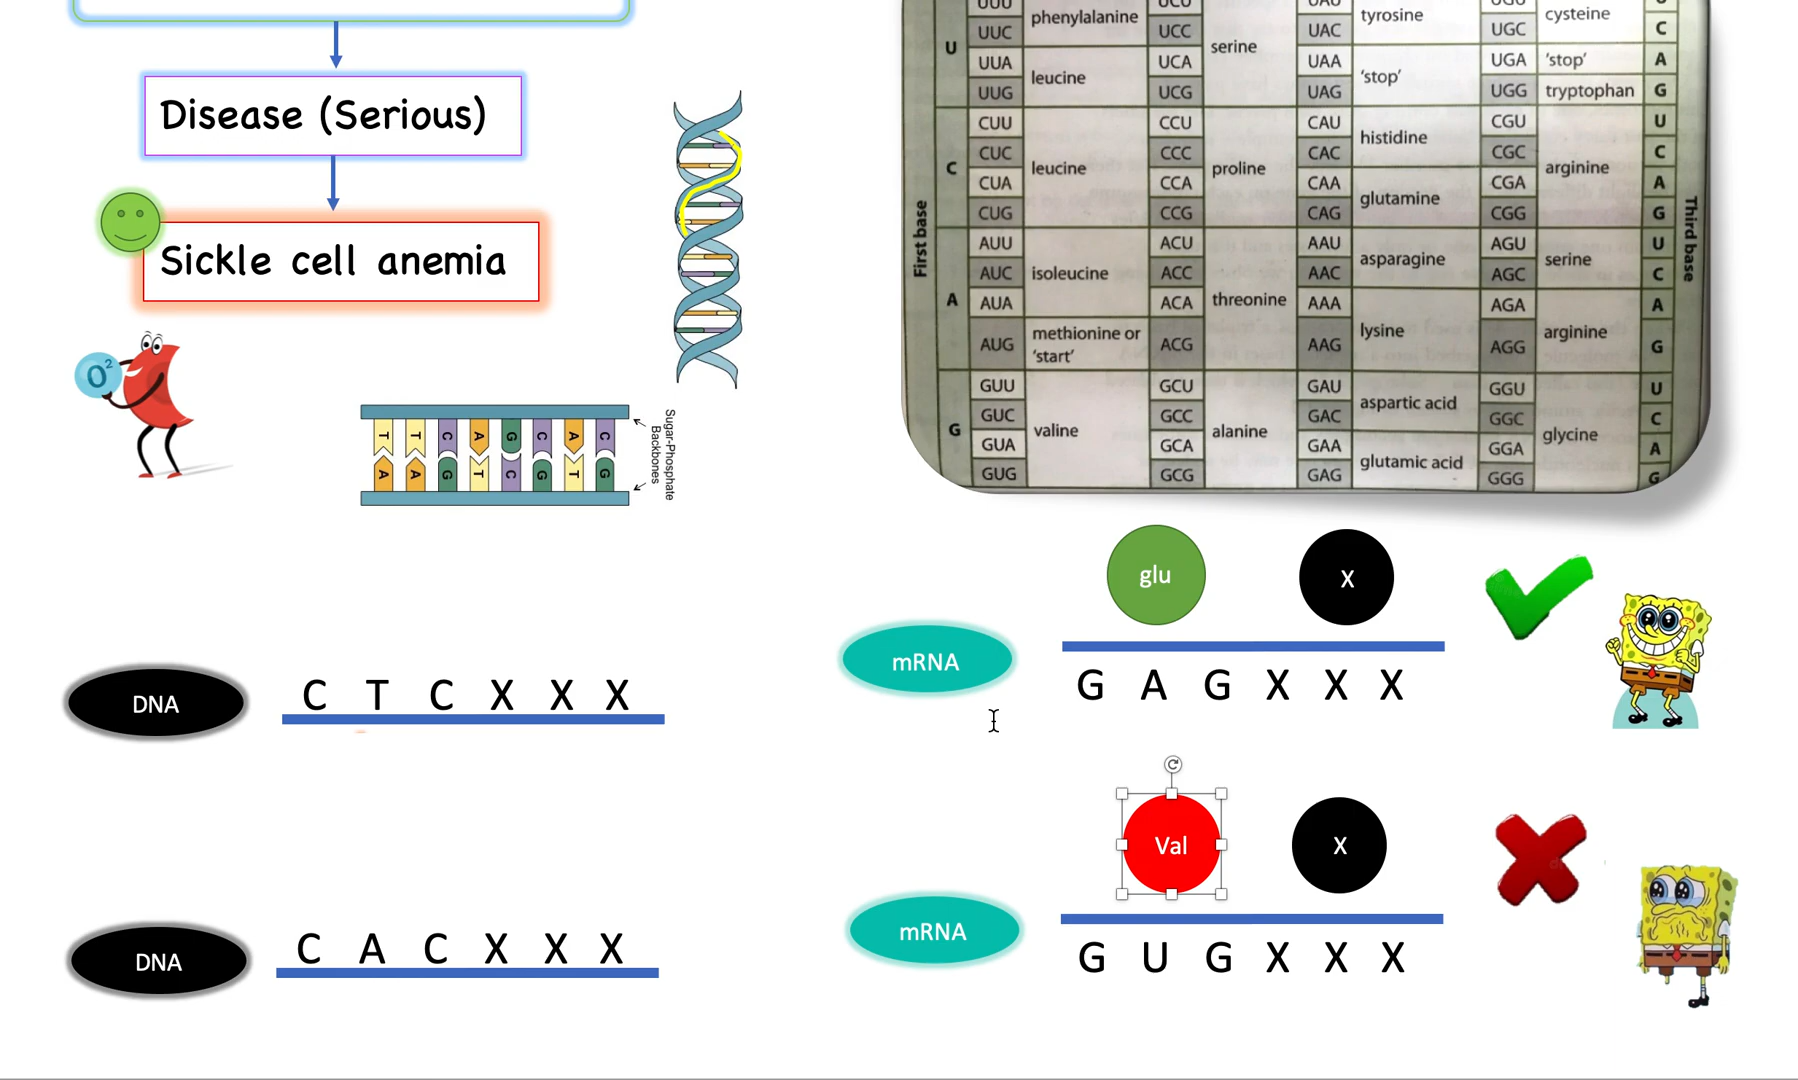 Disease (Serious)
Sickle cell anemia
O2
T T C A G C A C
A A G T C G T G
Sugar-Phosphate
Backbones
First base
Third base
U
UUU
UUC
phenylalanine
UUA
UUG
leucine
UCU
UCC
UCA
UCG
serine
UAU
UAC
tyrosine
UAA
UAG
'stop'
UGU
UGC
cysteine
UGA
'stop'
UGG
tryptophan
U
C
A
G
C
CUU
CUC
CUA
CUG
leucine
CCU
CCC
CCA
CCG
proline
CAU
CAC
histidine
CAA
CAG
glutamine
CGU
CGC
CGA
CGG
arginine
U
C
A
G
A
AUU
AUC
AUA
isoleucine
AUG
methionine or
'start'
ACU
ACC
ACA
ACG
threonine
AAU
AAC
asparagine
AAA
AAG
lysine
AGU
AGC
serine
AGA
AGG
arginine
U
C
A
G
G
GUU
GUC
GUA
GUG
valine
GCU
GCC
GCA
GCG
alanine
GAU
GAC
aspartic acid
GAA
GAG
glutamic acid
GGU
GGC
GGA
GGG
glycine
U
C
A
G
DNA
C T C X X X
glu
X
mRNA
G A G X X X
DNA
C A C X X X
Val
X
mRNA
G U G X X X